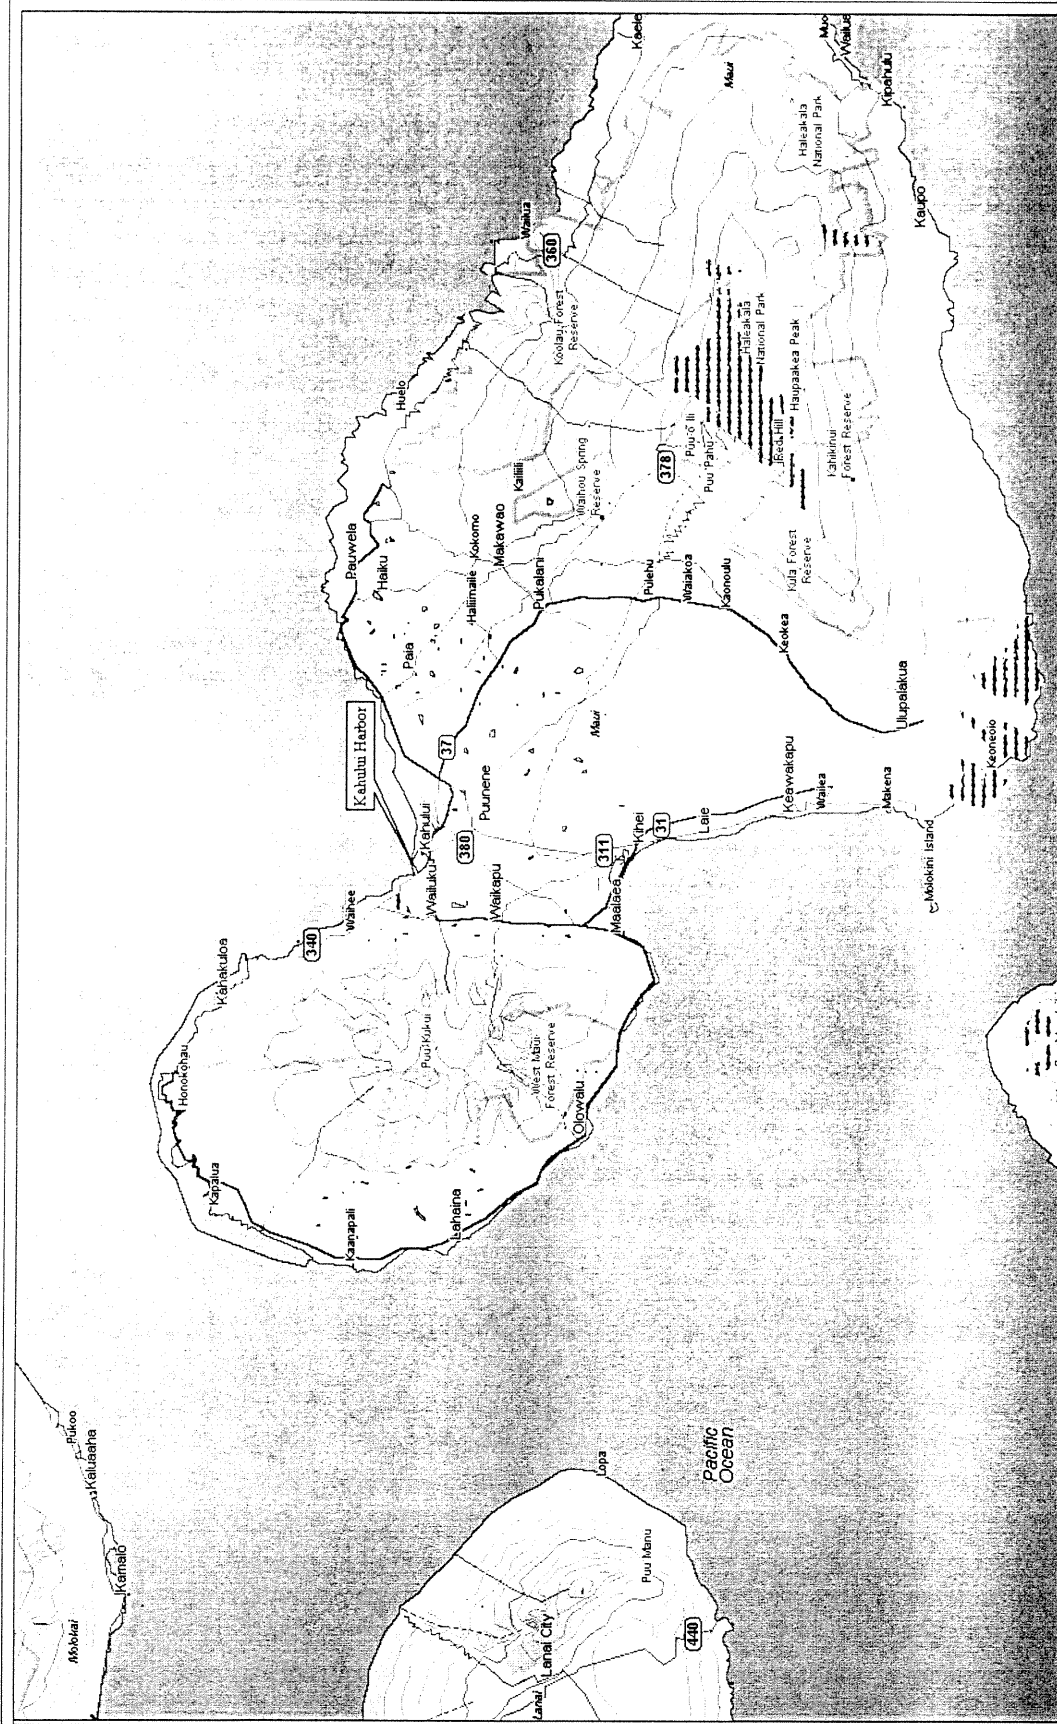 Molokai
Kamalo
Kaluaaha
Pukoo
Lanai
Lanai City
440
Puu Manu
Lopa
Pacific
Ocean
Kapalua
Honokohau
Kahakuloa
340
Waihee
Kaanapali
Lahaina
Olowalu
Puu Kukui
West Maui
Forest Reserve
Wailuku
Waikapu
Maalaea
Kahului Harbor
Kahului
380
Puunene
37
311
Kihei
31
Laie
Keawakapu
Wailea
Makena
Molokini Island
Keoneoio
Ulupalakua
Keokea
Kaonoulu
Waiakoa
Pulehu
Maui
Paia
Haiku
Pauwela
Haliimaile
Kokomo
Makawao
Pukalani
Kailiili
Waihou Spring
Reserve
Huelo
Koolau Forest
Reserve
360
Wailua
378
Puu o Ili
Puu Pahu
Red Hill
Haupaakea Peak
Haleakala
National Park
Kula Forest
Reserve
Kahikinui
Forest Reserve
Kaupo
Kipahulu
Wailua
Haleakala
National Park
Maui
Kaele